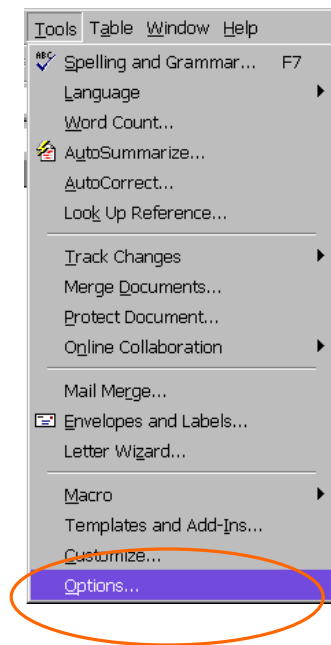 Tools Table Window Help
ABC Spelling and Grammar... F7
Language
Word Count...
AutoSummarize...
AutoCorrect...
Look Up Reference...
Track Changes
Merge Documents...
Protect Document...
Online Collaboration
Mail Merge...
Envelopes and Labels...
Letter Wizard...
Macro
Templates and Add-Ins...
Customize...
Options...